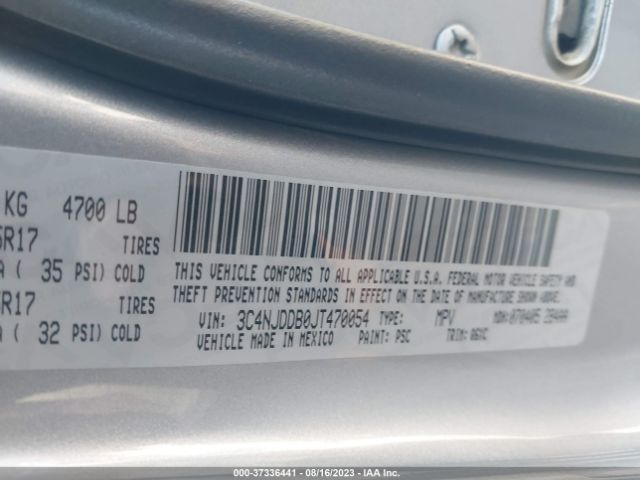 KG 4700 LB
R17 TIRES
( 35 PSI) COLD
R17 TIRES
( 32 PSI) COLD
THIS VEHICLE CONFORMS TO ALL APPLICABLE U.S.A. FEDERAL MOTOR VEHICLE SAFETY AND
THEFT PREVENTION STANDARDS IN EFFECT ON THE DATE OF MANUFACTURE SHOWN ABOVE.
VIN: 3C4NJDDB0JT470054 TYPE: MPV MDH:
VEHICLE MADE IN MEXICO PAINT: PSC TRIM:
000-37336441 - 08/16/2023 - IAA Inc.